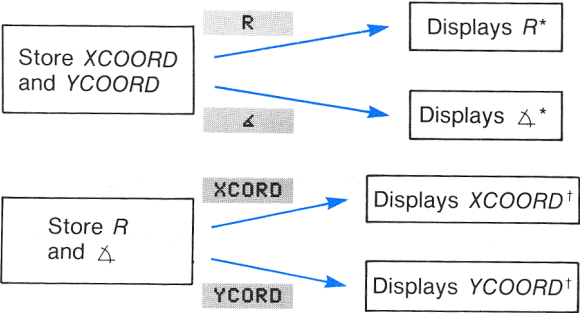 R
Displays R*
Store XCOORD
and YCOORD
∡
Displays ∡*
XCORD
Displays XCOORD†
Store R
and ∡
YCORD
Displays YCOORD†